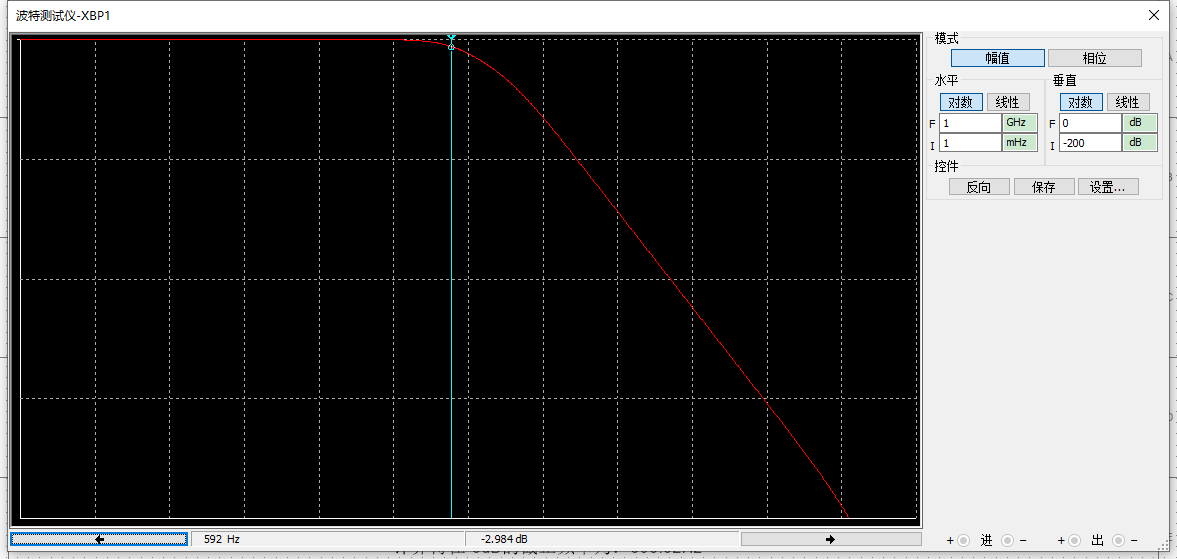 波特测试仪-XBP1
模式
幅值 相位
水平 垂直
对数 线性 对数 线性
F 1 GHz F 0 dB
I 1 mHz I -200 dB
控件
反向 保存 设置...
592 Hz -2.984 dB + 进 - + 出 -